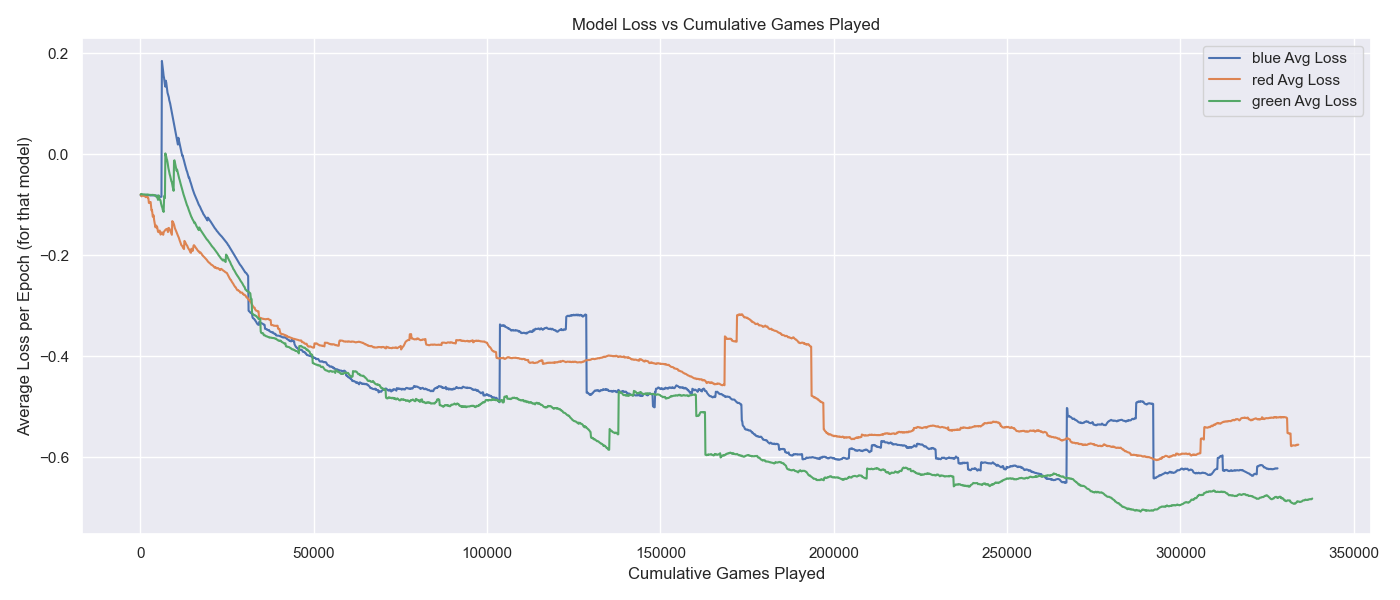 Model Loss vs Cumulative Games Played
blue Avg Loss
red Avg Loss
green Avg Loss
Average Loss per Epoch (for that model)
0.2
0.0
−0.2
−0.4
−0.6
0
50000
100000
150000
200000
250000
300000
350000
Cumulative Games Played